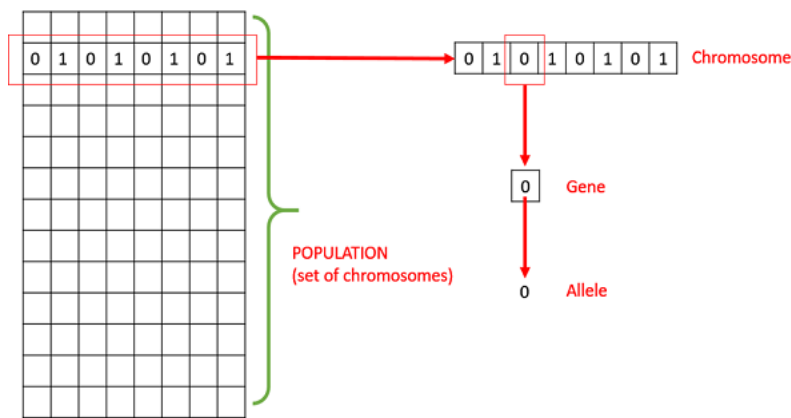 0 1 0 1 0 1 0 1
0 1 0 1 0 1 0 1
Chromosome
0
Gene
POPULATION
(set of chromosomes)
0
Allele